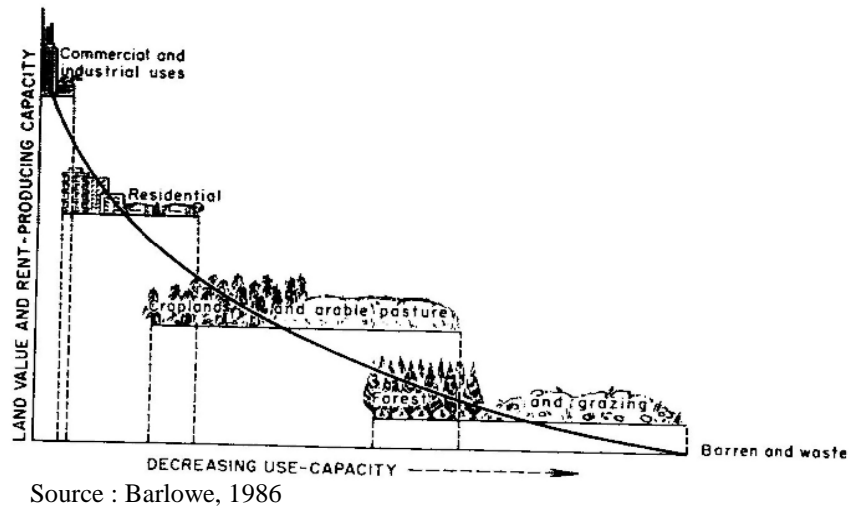 LAND VALUE AND RENT-PRODUCING CAPACITY
Commercial and
industrial uses
Residential
Cropland and arable pasture
Forest and grazing
Barren and waste
DECREASING USE-CAPACITY
Source : Barlowe, 1986